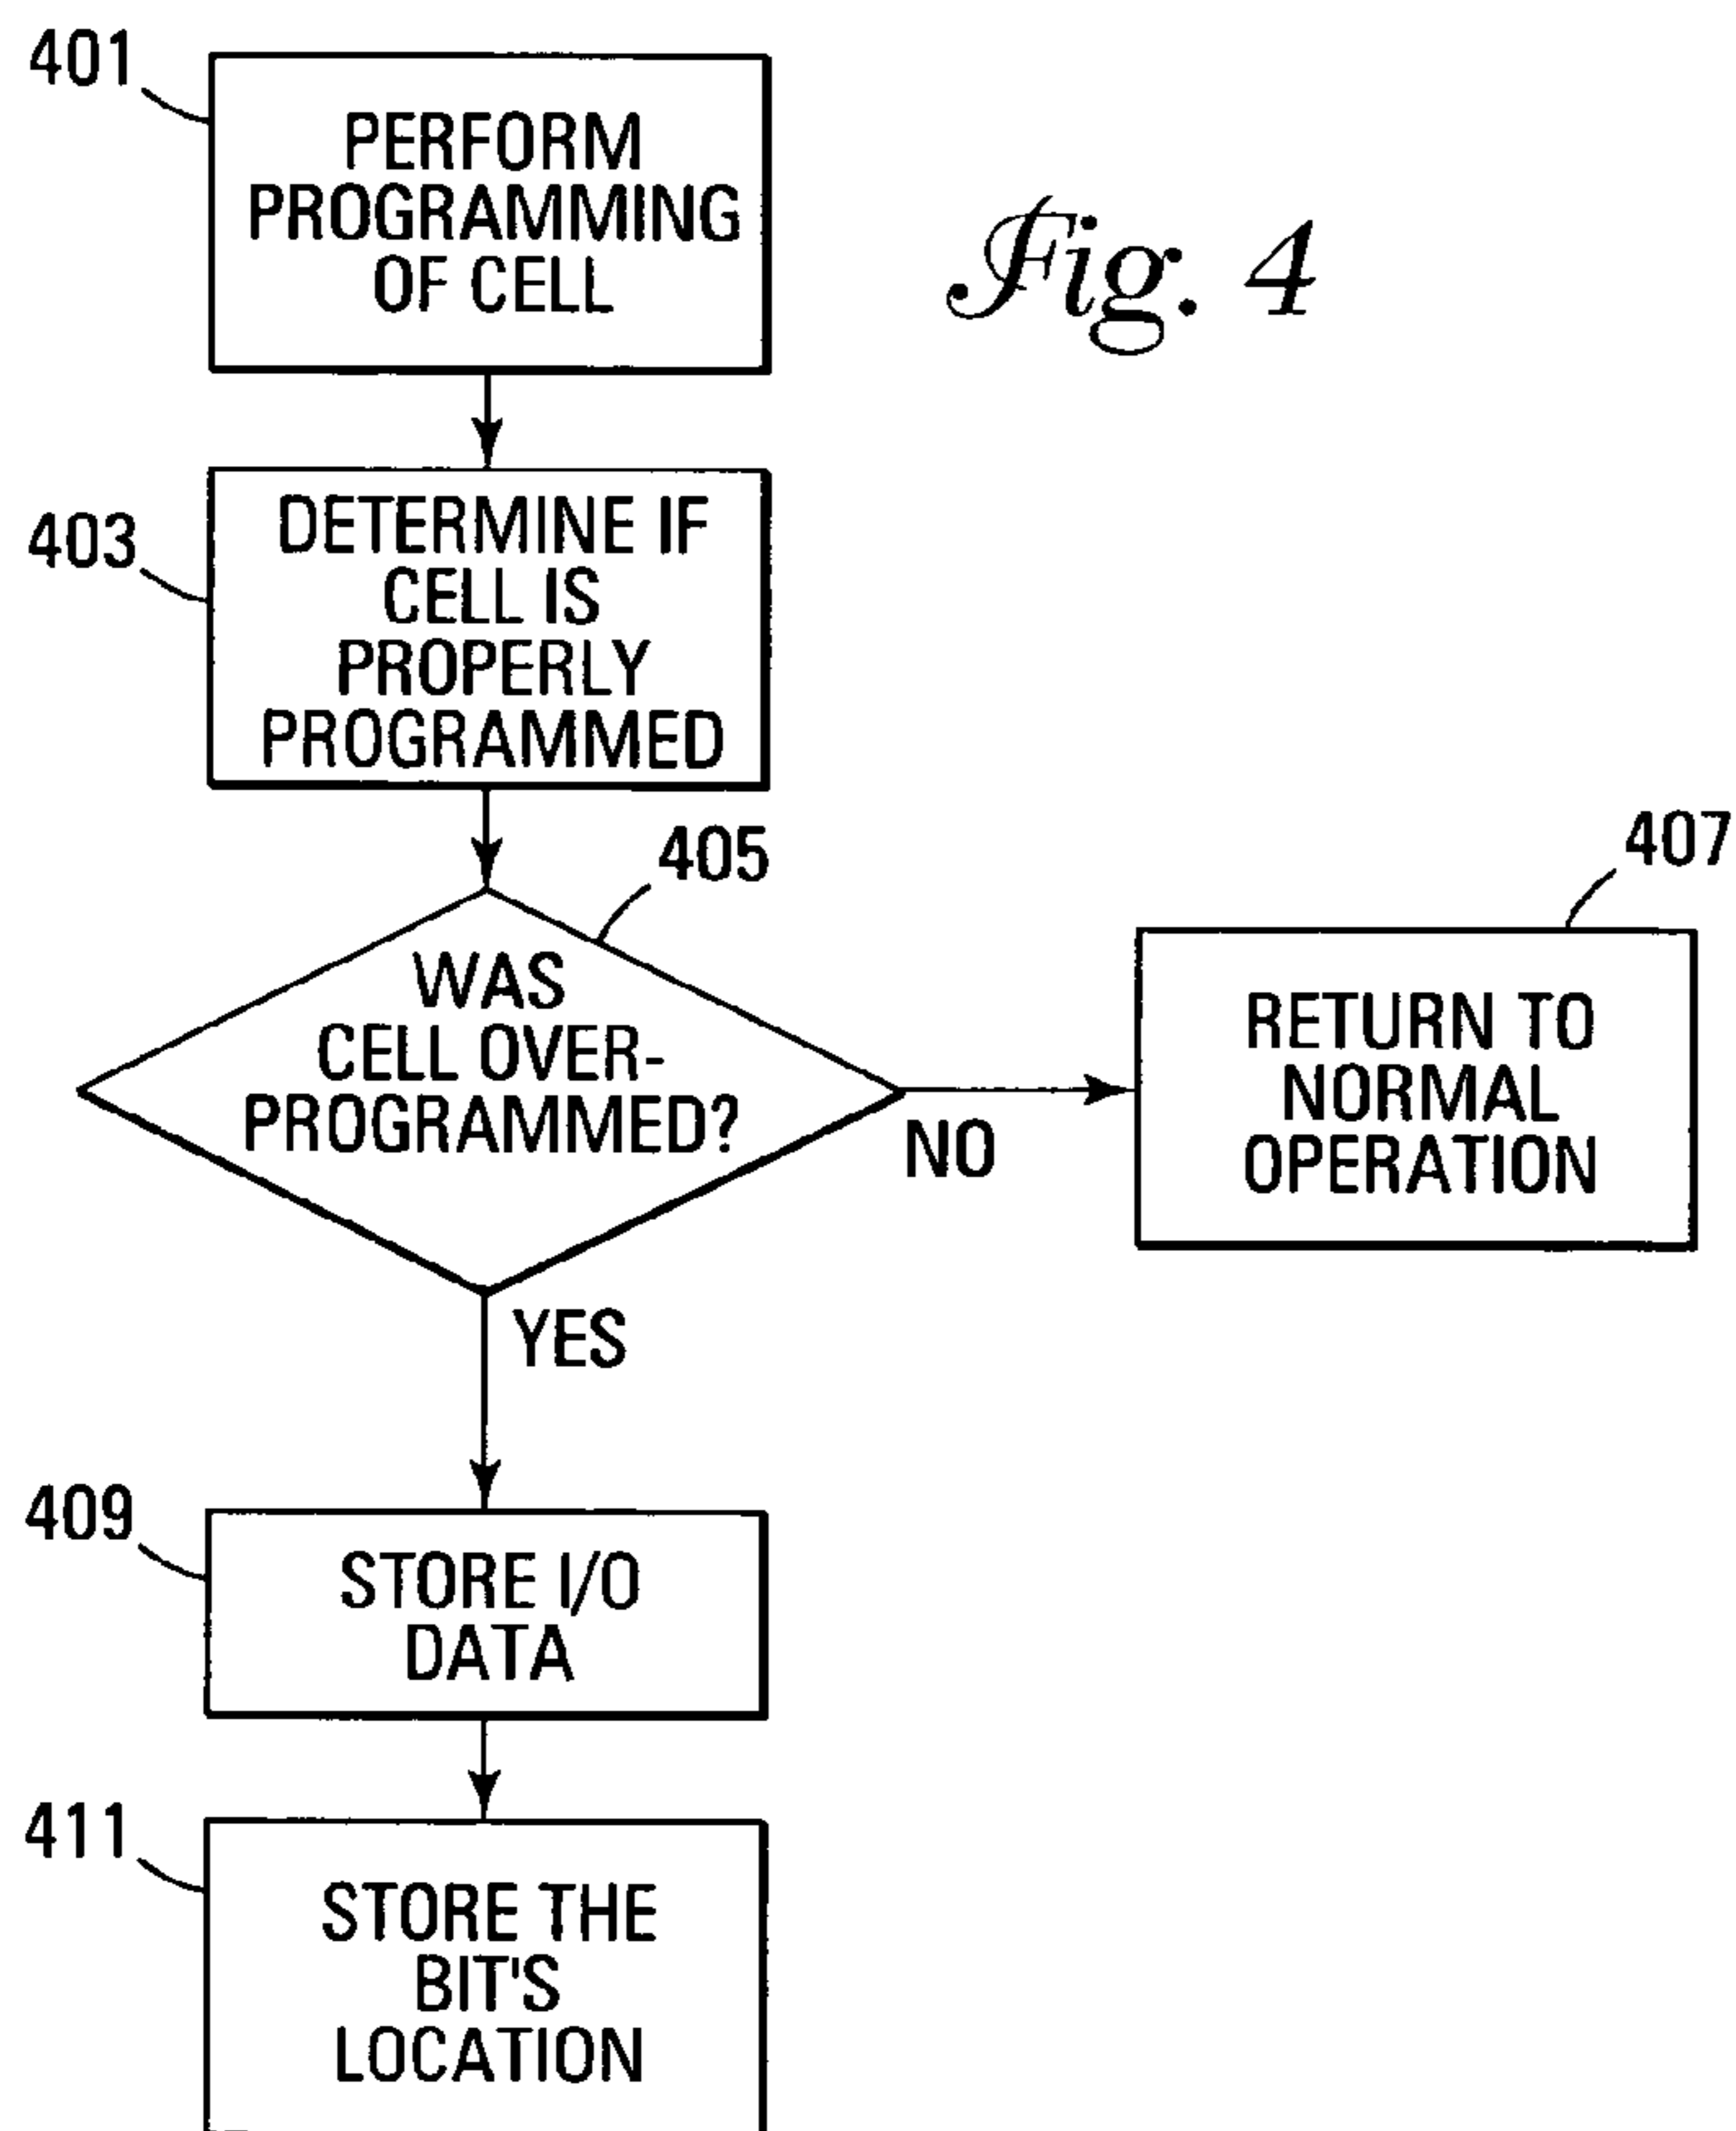 401
PERFORM
PROGRAMMING
OF CELL
Fig. 4
403
DETERMINE IF
CELL IS
PROPERLY
PROGRAMMED
405
WAS
CELL OVER-
PROGRAMMED?
NO
407
RETURN TO
NORMAL
OPERATION
YES
409
STORE I/O
DATA
411
STORE THE
BIT'S
LOCATION